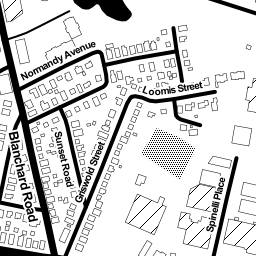 Normandy Avenue
Loomis Street
Blanchard Road
Sunset Road
Griswold Street
Spinelli Place